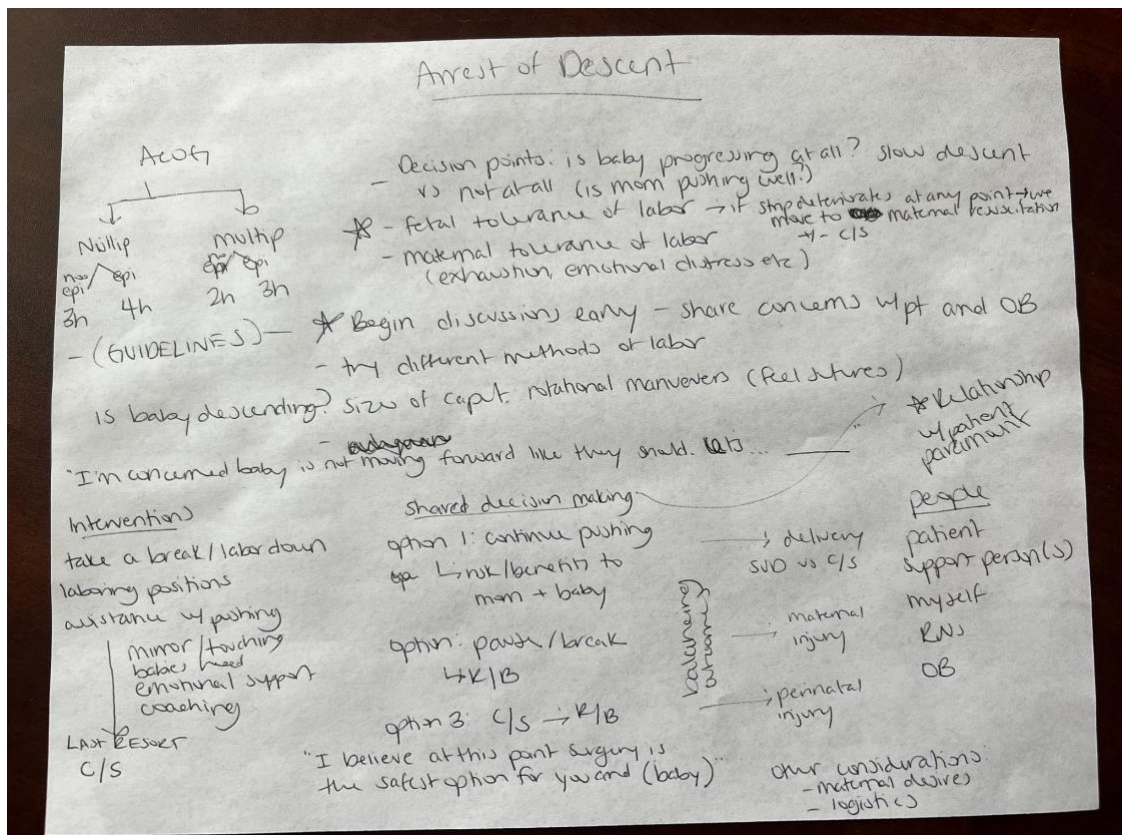 Arrest of Descent
ACOG
Nullip
multip
no epi
epi
epi
3h
4h
2h
3h
- (GUIDELINES) -
- Decision points: is baby progressing at all? slow descent
vs not at all (is mom pushing well?)
☆ - fetal tolerance of labor → if strip deteriorates at any point → we
move to maternal resuscitation
+/- C/S
- maternal tolerance of labor
(exhaustion, emotional distress etc)
☆ Begin discussions early - share concerns w/ pt and OB
- try different methods of labor
is baby descending? size of caput. rotational manuevers (feel sutures)
-
"I'm concerned baby is not moving forward like they should. Let's... "
☆ Relationship
w/ patient
paramount
Interventions
take a break / labor down
laboring positions
assistance w/ pushing
mirror / touching
babies head
emotional support
coaching
LAST RESORT
C/S
shared decision making
option 1: continue pushing
↳ risk/benefits to
mom + baby
option: pause / break
↳ R/B
option 3: C/S → R/B
"I believe at this point surgery is
the safest option for you and (baby)"
balancing
outcomes
→ delivery
SVD vs C/S
→ maternal
injury
→ perinatal
injury
people
patient
support person(s)
myself
RNs
OB
other considerations:
- maternal desires
- logistics